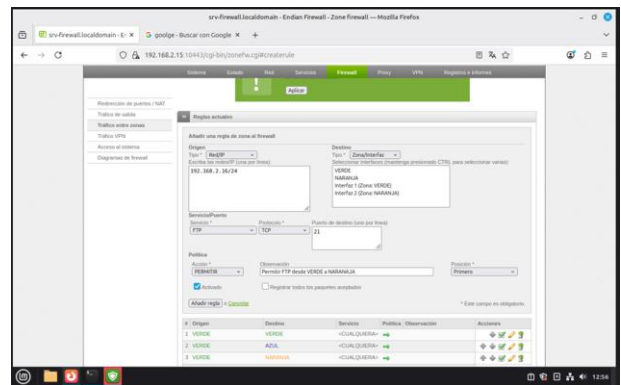 srv-firewall.localdomain - Endian Firewall - Zone firewall — Mozilla Firefox
srv-firewall.localdomain - En
goolge - Buscar con Google
192.168.2.15:10443/cgi-bin/zonefw.cgi#createrule
Sistema Estado Red Servicios Firewall Proxy VPN Registros e Informes
Aplicar
Redirección de puertos / NAT
Tráfico de salida
Tráfico entre zonas
Tráfico VPN
Acceso al sistema
Diagramas de firewall
Reglas actuales
Añadir una regla de zona al firewall
Origen Destino
Tipo * Red/IP Tipo * Zona/Interfaz
Escriba las redes/IP (una por línea) Seleccionar interfaces (mantenga presionado CTRL para seleccionar varias)
192.168.2.16/24
VERDE
NARANJA
Interfaz 1 (Zona: VERDE)
Interfaz 2 (Zona: NARANJA)
Servicio/Puerto
Servicio * Protocolo * Puerto de destino (uno por línea)
FTP TCP 21
Política
Acción * Observación Posición *
PERMITIR Permitir FTP desde VERDE a NARANAJA Primero
Activado Registrar todos los paquetes aceptados
Añadir regla o Cancelar * Este campo es obligatorio
# Origen Destino Servicio Política Observación Acciones
1 VERDE VERDE <CUALQUIERA>
2 VERDE AZUL <CUALQUIERA>
3 VERDE NARANJA <CUALQUIERA>
12:56